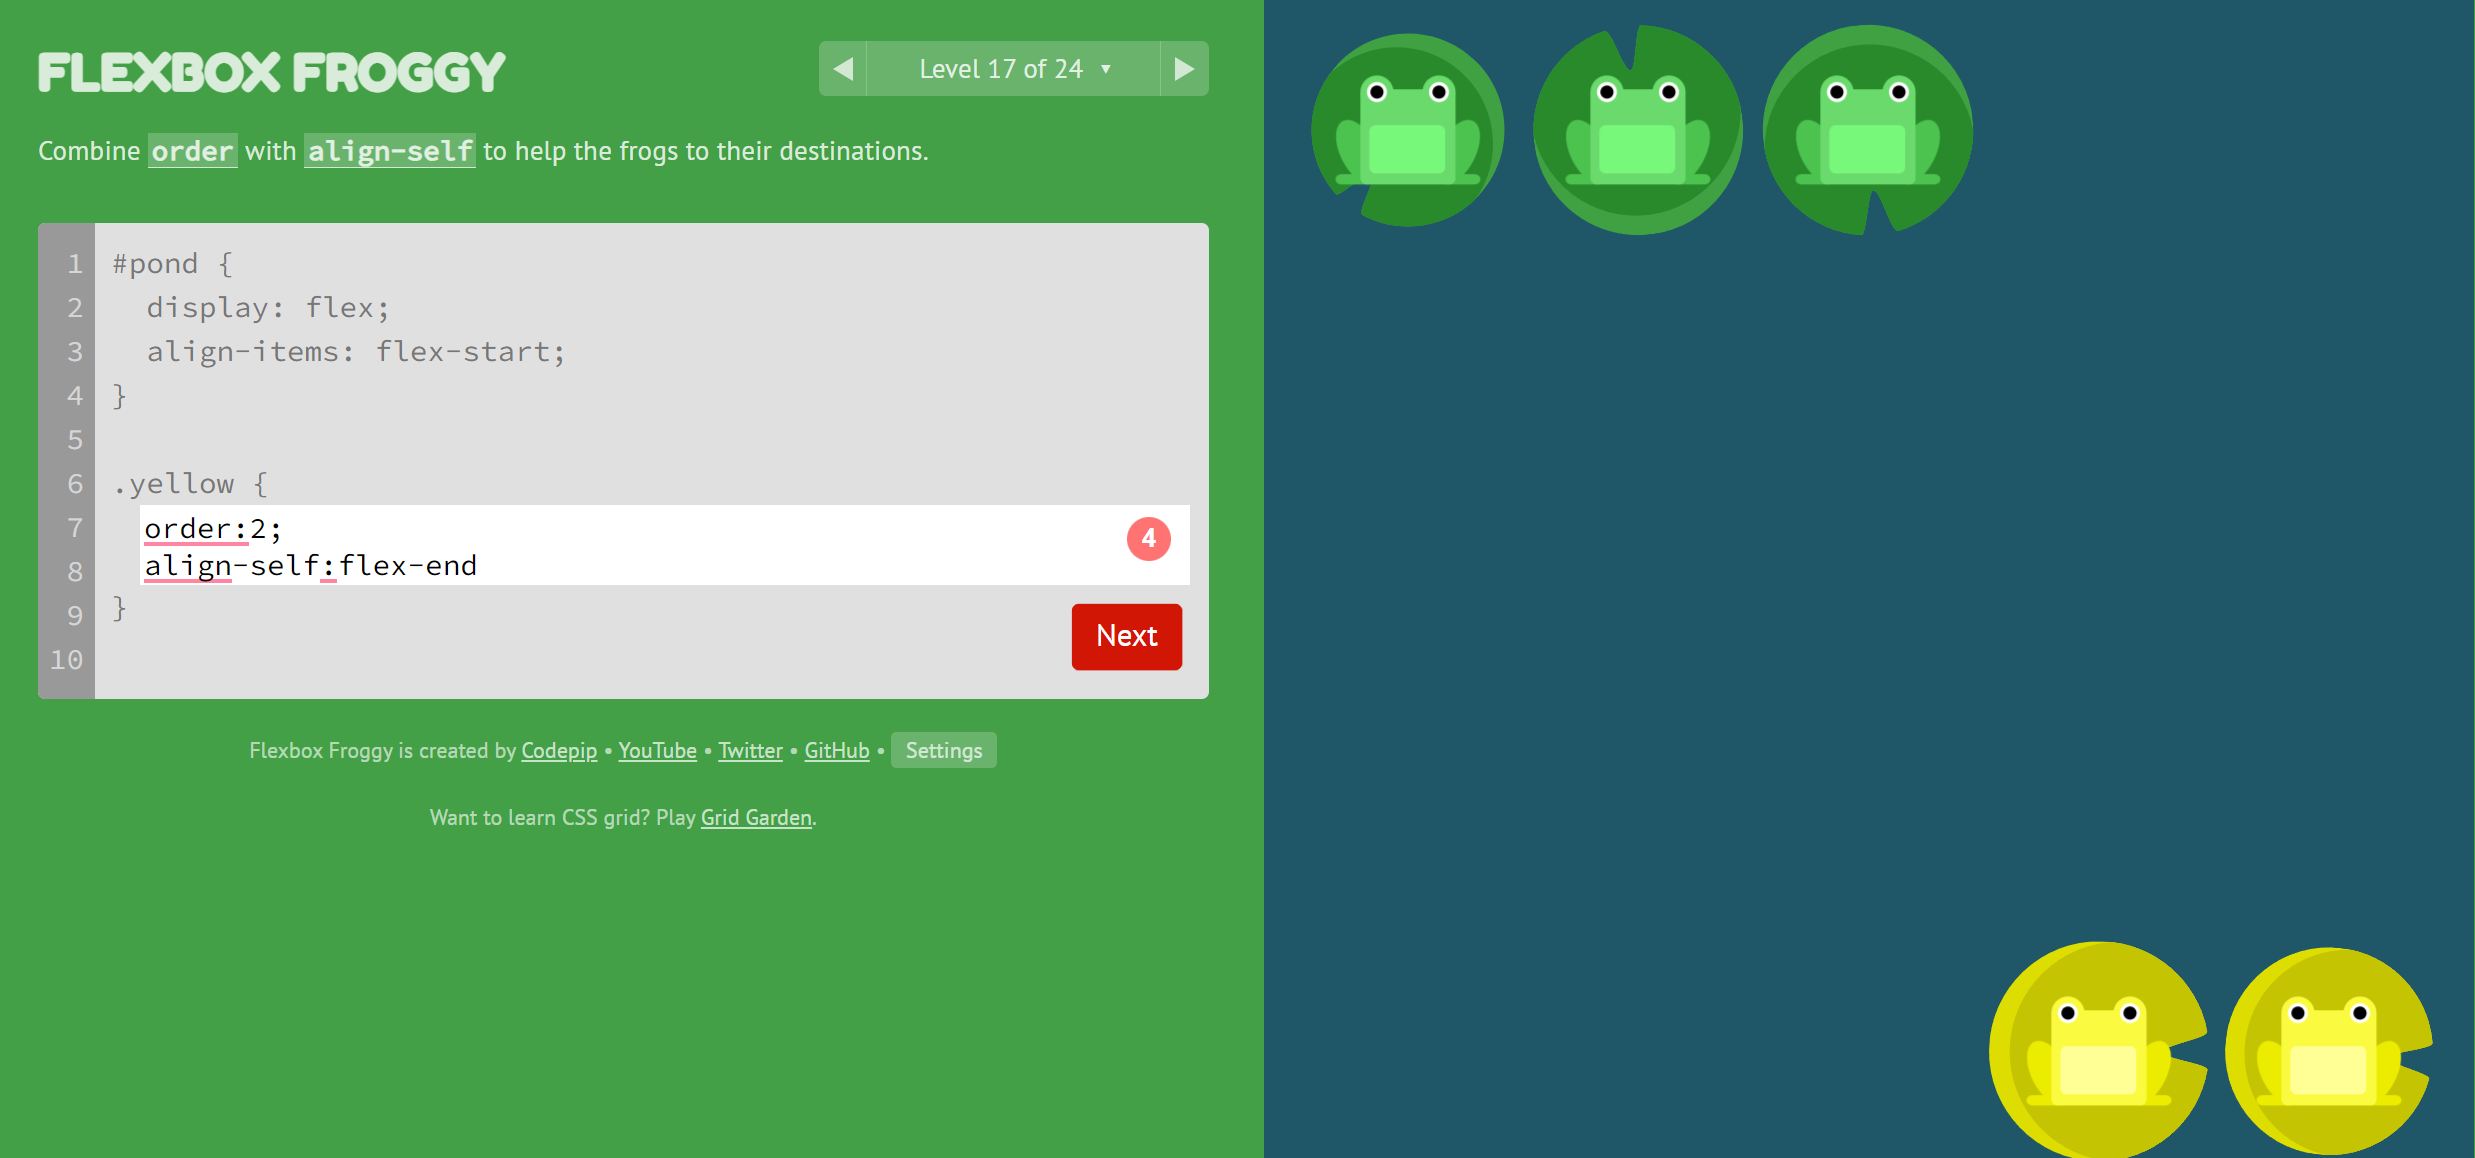 FLEXBOX FROGGY
◀ Level 17 of 24 ▼ ▶
Combine order with align-self to help the frogs to their destinations.
1 #pond {
2   display: flex;
3   align-items: flex-start;
4 }
5
6 .yellow {
7   order:2;
4
8   align-self:flex-end
9 }
10
Next
Flexbox Froggy is created by Codepip • YouTube • Twitter • GitHub • Settings
Want to learn CSS grid? Play Grid Garden.